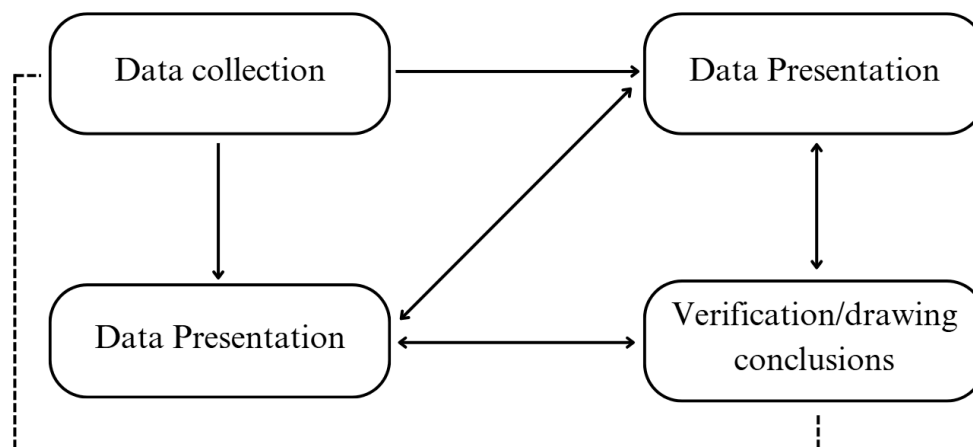 Data collection
Data Presentation
Data Presentation
Verification/drawing
conclusions